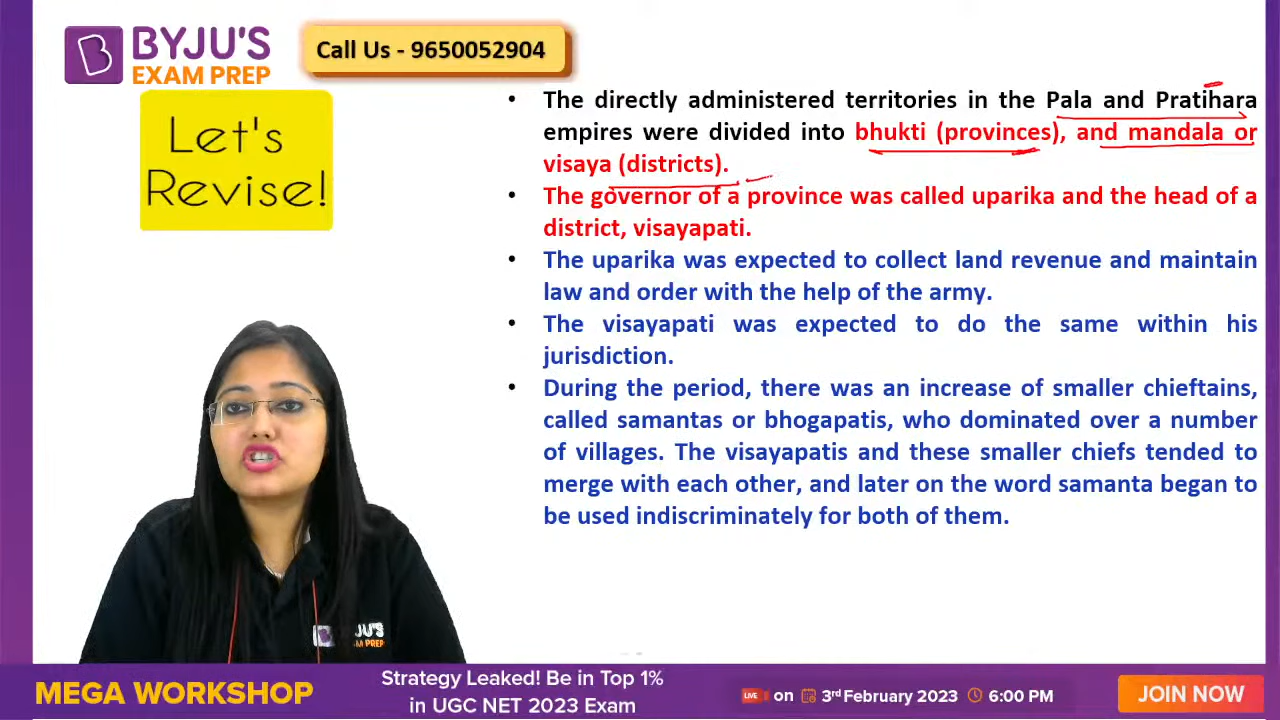 BYJU'S
EXAM PREP
Call Us - 9650052904
Let's
Revise!
• The directly administered territories in the Pala and Pratihara
empires were divided into bhukti (provinces), and mandala or
visaya (districts).
• The governor of a province was called uparika and the head of a
district, visayapati.
• The uparika was expected to collect land revenue and maintain
law and order with the help of the army.
• The visayapati was expected to do the same within his
jurisdiction.
• During the period, there was an increase of smaller chieftains,
called samantas or bhogapatis, who dominated over a number
of villages. The visayapatis and these smaller chiefs tended to
merge with each other, and later on the word samanta began to
be used indiscriminately for both of them.
BYJU'S
EXAM PREP
MEGA WORKSHOP
Strategy Leaked! Be in Top 1%
in UGC NET 2023 Exam
LIVE on 3rd February 2023 6:00 PM
JOIN NOW